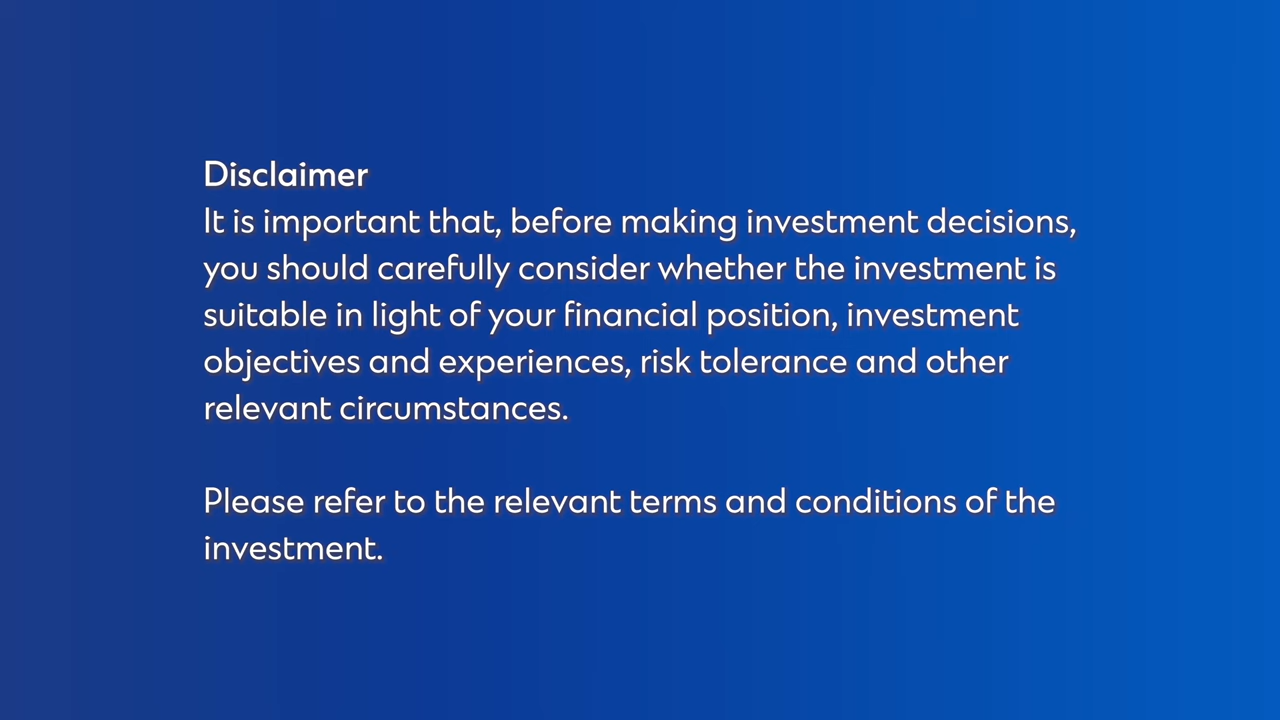 Disclaimer
It is important that, before making investment decisions,
you should carefully consider whether the investment is
suitable in light of your financial position, investment
objectives and experiences, risk tolerance and other
relevant circumstances.
Please refer to the relevant terms and conditions of the
investment.